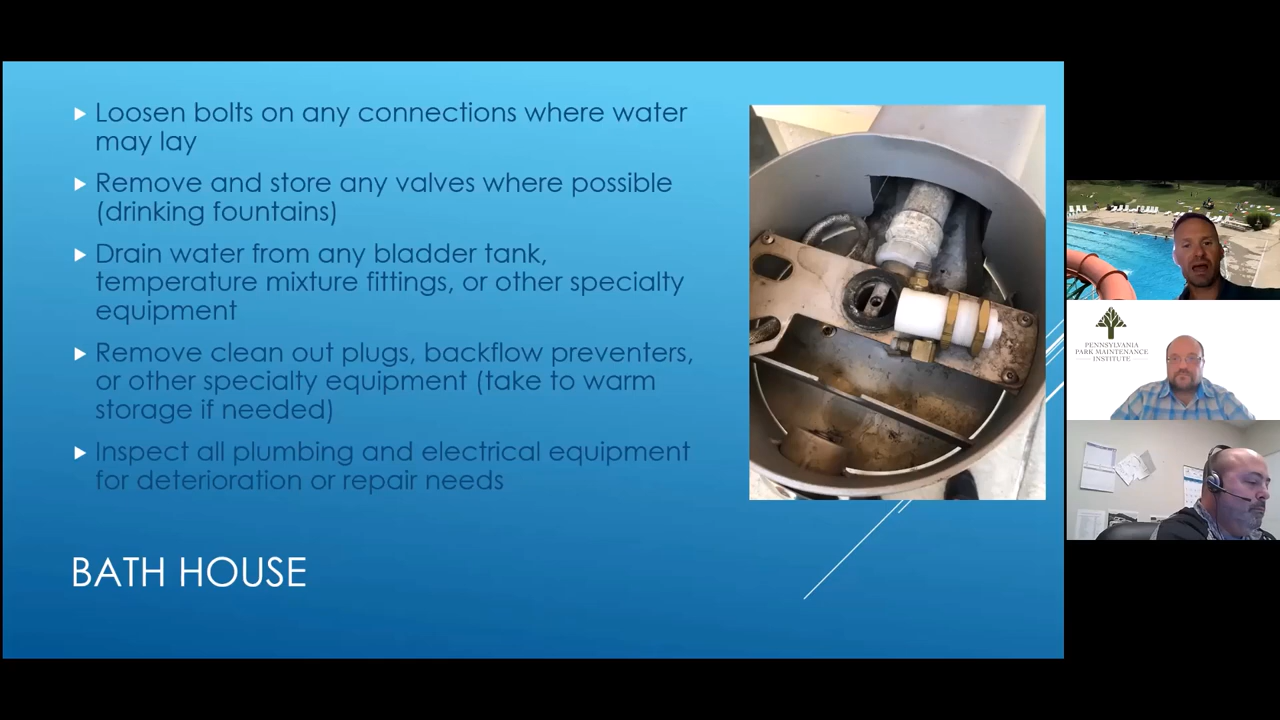 Loosen bolts on any connections where water
may lay
Remove and store any valves where possible
(drinking fountains)
Drain water from any bladder tank,
temperature mixture fittings, or other specialty
equipment
Remove clean out plugs, backflow preventers,
or other specialty equipment (take to warm
storage if needed)
Inspect all plumbing and electrical equipment
for deterioration or repair needs
BATH HOUSE
PENNSYLVANIA
PARK MAINTENANCE
INSTITUTE